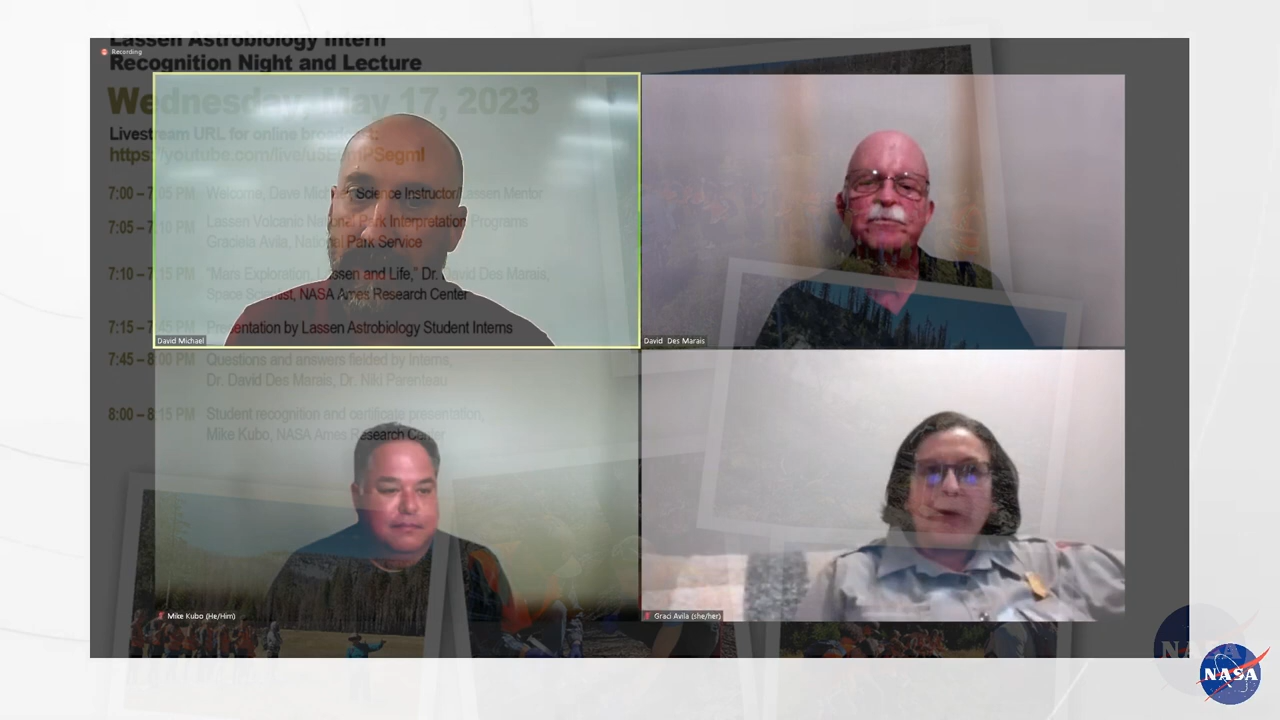 Lassen Astrobiology Intern
Recording
Recognition Night and Lecture
Wednesday, May 17, 2023
Livestream URL for online broadcast:
7:00 – 7:05 PM Welcome, Dave Michael, Science Instructor/Lassen Mentor
7:05 – 7:10 PM Lassen Volcanic National Park Interpretation Programs
Graciela Avila, National Park Service
7:10 – 7:15 PM "Mars Exploration, Lassen and Life," Dr. David Des Marais,
Space Scientist, NASA Ames Research Center
7:15 – 7:45 PM Presentation by Lassen Astrobiology Student Interns
David Michael
David Des Marais
7:45 – 8:00 PM Questions and answers fielded by Interns,
Dr. David Des Marais, Dr. Niki Parenteau
8:00 – 8:15 PM Student recognition and certificate presentation,
Mike Kubo, NASA Ames Research Center
Mike Kubo (He/Him)
Graci Avila (she/her)
NASA
NASA